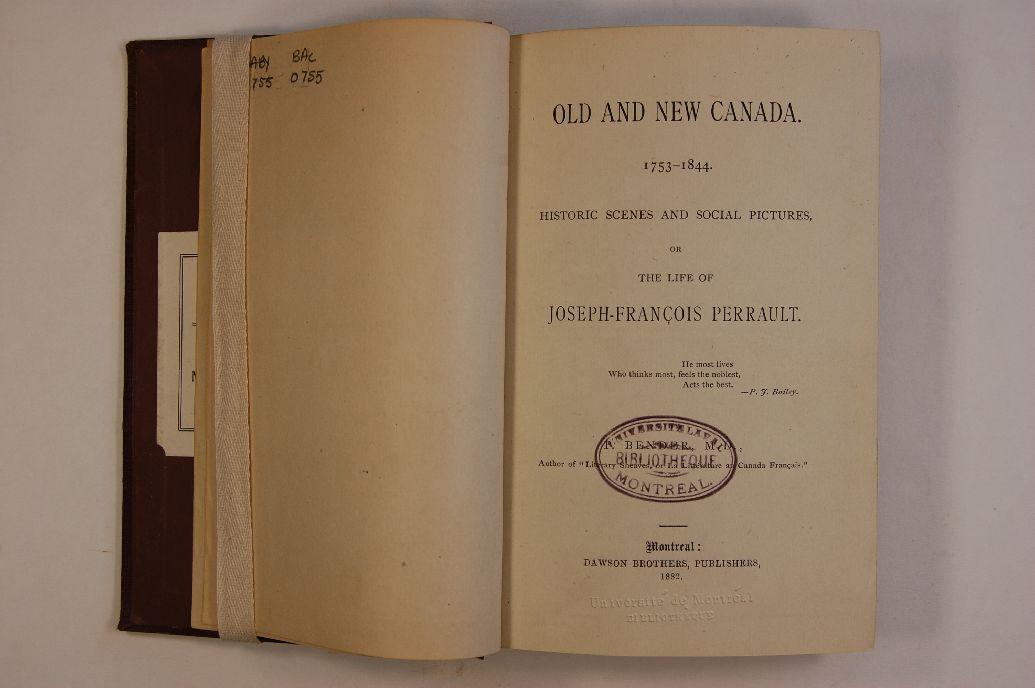 ABY BAC
755 0755
OLD AND NEW CANADA.
1753–1844.
HISTORIC SCENES AND SOCIAL PICTURES,
OR
THE LIFE OF
JOSEPH-FRANÇOIS PERRAULT.
He most lives
Who thinks most, feels the noblest,
Acts the best.
—P. J. Bailey.
P. BENDER, M.D.,
Author of "Literary Sheaves, or La Littérature au Canada Français."
UNIVERSITÉ LAVAL
BIBLIOTHEQUE
MONTREAL.
Montreal:
DAWSON BROTHERS, PUBLISHERS,
1882.
Université de Montréal
BIBLIOTHÈQUE